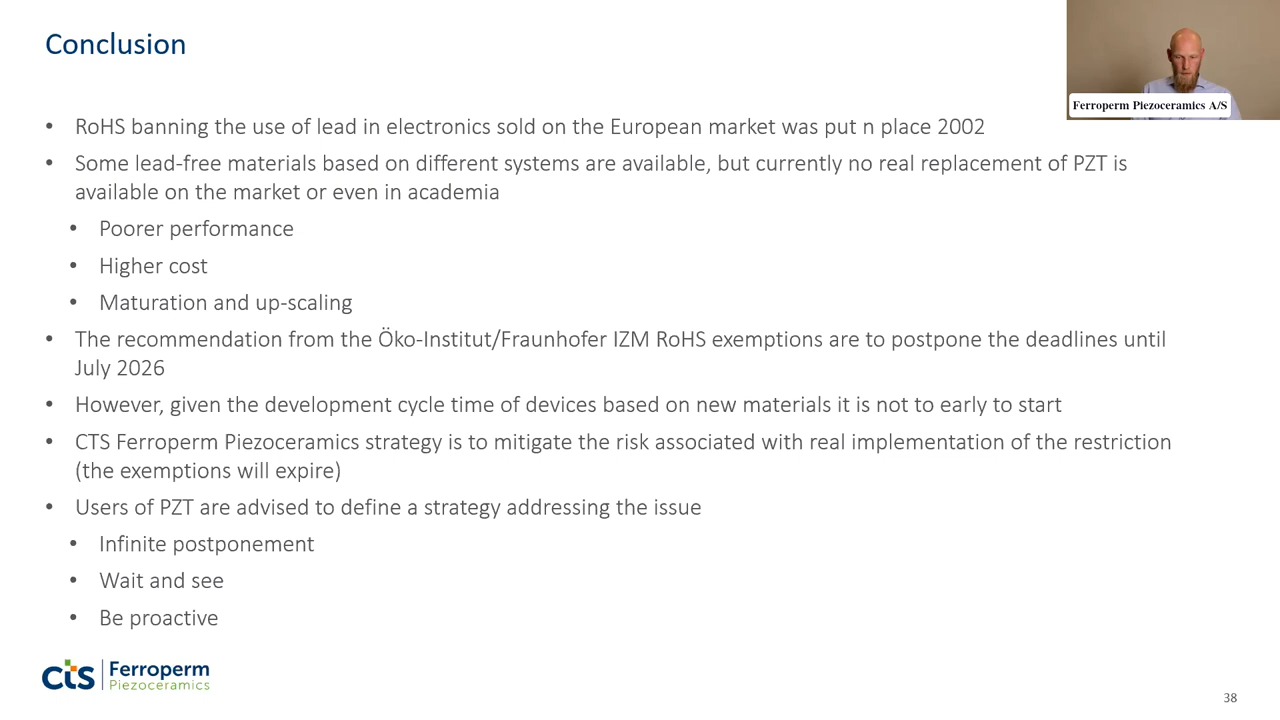 Conclusion
Ferroperm Piezoceramics A/S
• RoHS banning the use of lead in electronics sold on the European market was put n place 2002
• Some lead-free materials based on different systems are available, but currently no real replacement of PZT is
available on the market or even in academia
• Poorer performance
• Higher cost
• Maturation and up-scaling
• The recommendation from the Öko-Institut/Fraunhofer IZM RoHS exemptions are to postpone the deadlines until
July 2026
• However, given the development cycle time of devices based on new materials it is not to early to start
• CTS Ferroperm Piezoceramics strategy is to mitigate the risk associated with real implementation of the restriction
(the exemptions will expire)
• Users of PZT are advised to define a strategy addressing the issue
• Infinite postponement
• Wait and see
• Be proactive
cts Ferroperm
Piezoceramics
38